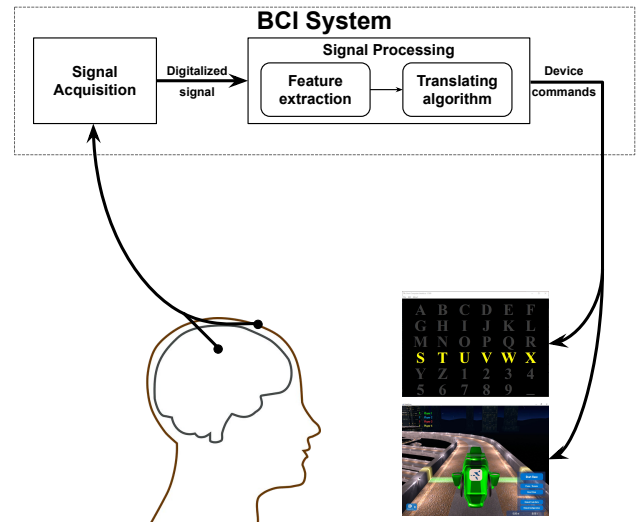 BCI System
Signal
Acquisition
Digitalized
signal
Signal Processing
Feature
extraction
Translating
algorithm
Device
commands
A B C D E F
G H I J K L
M N O P Q R
S T U V W X
Y Z 1 2 3 4
5 6 7 8 9 _